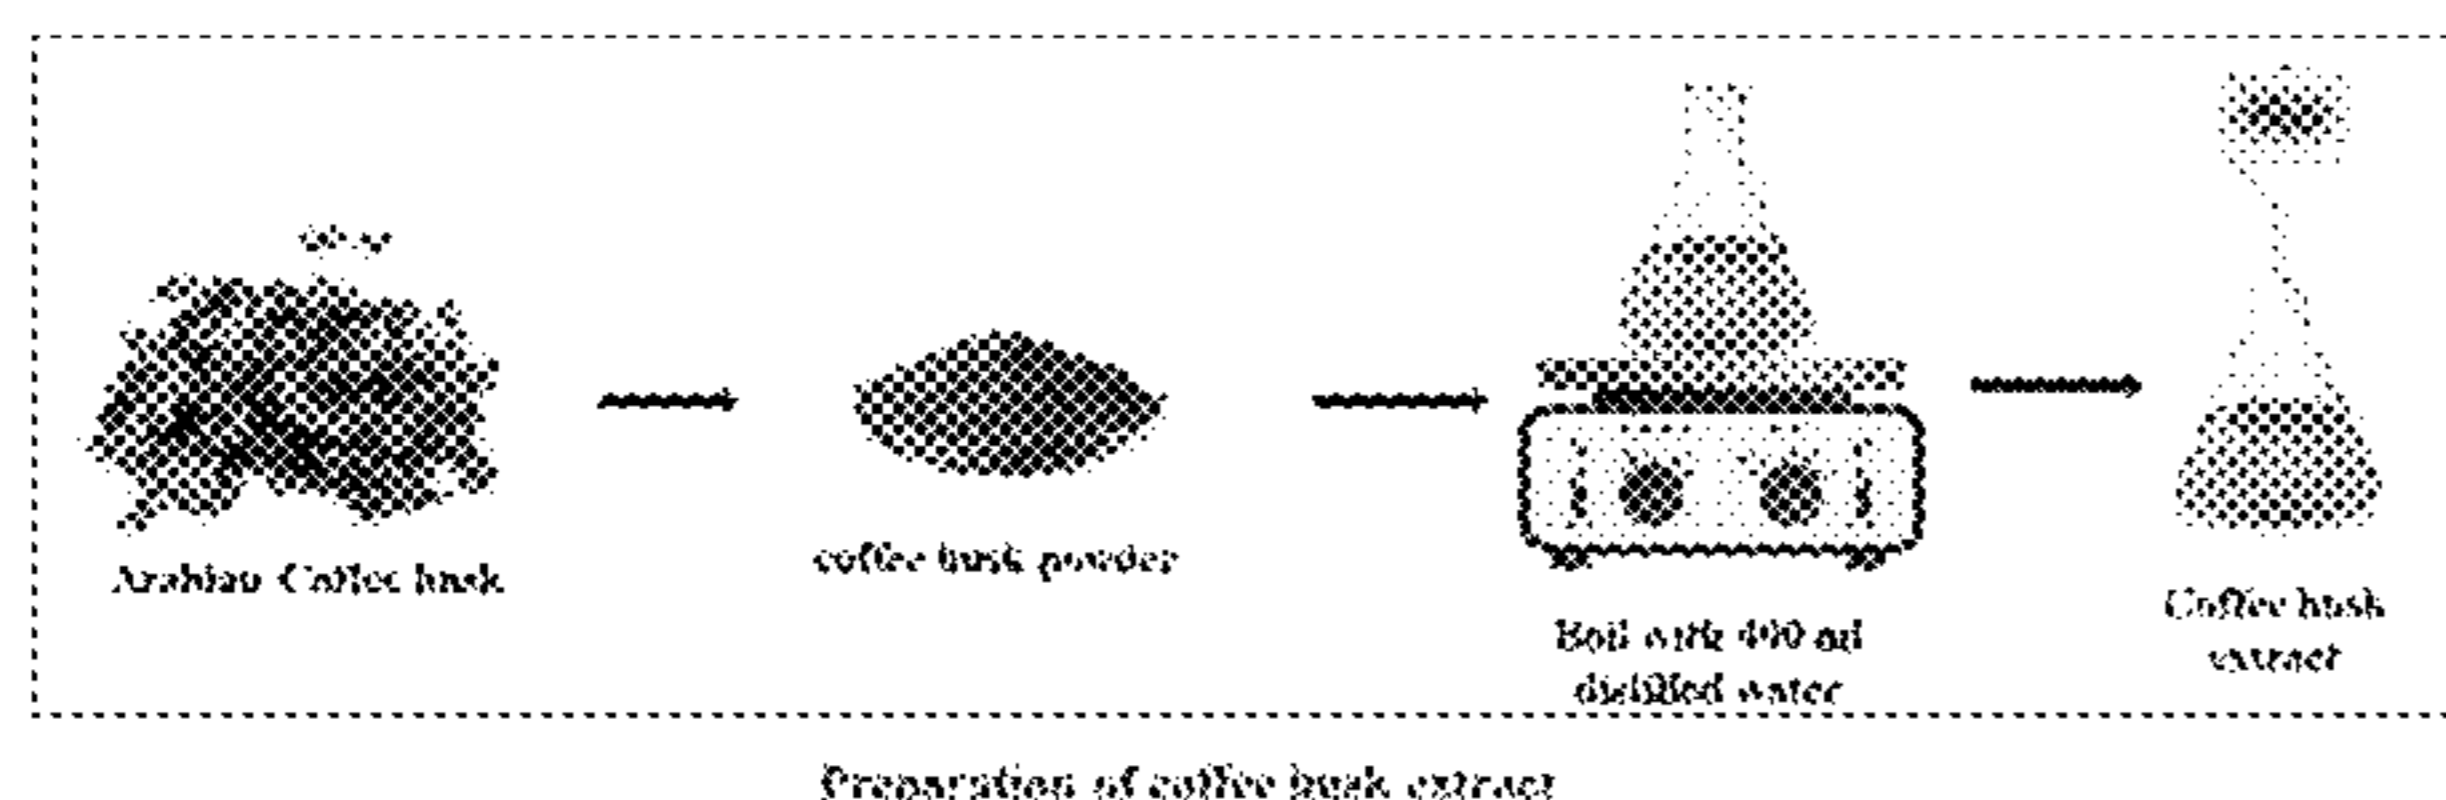 Arabian Coffee husk
coffee husk powder
Boil with 400 ml
distilled water
Coffee husk
extract
Preparation of coffee husk extract